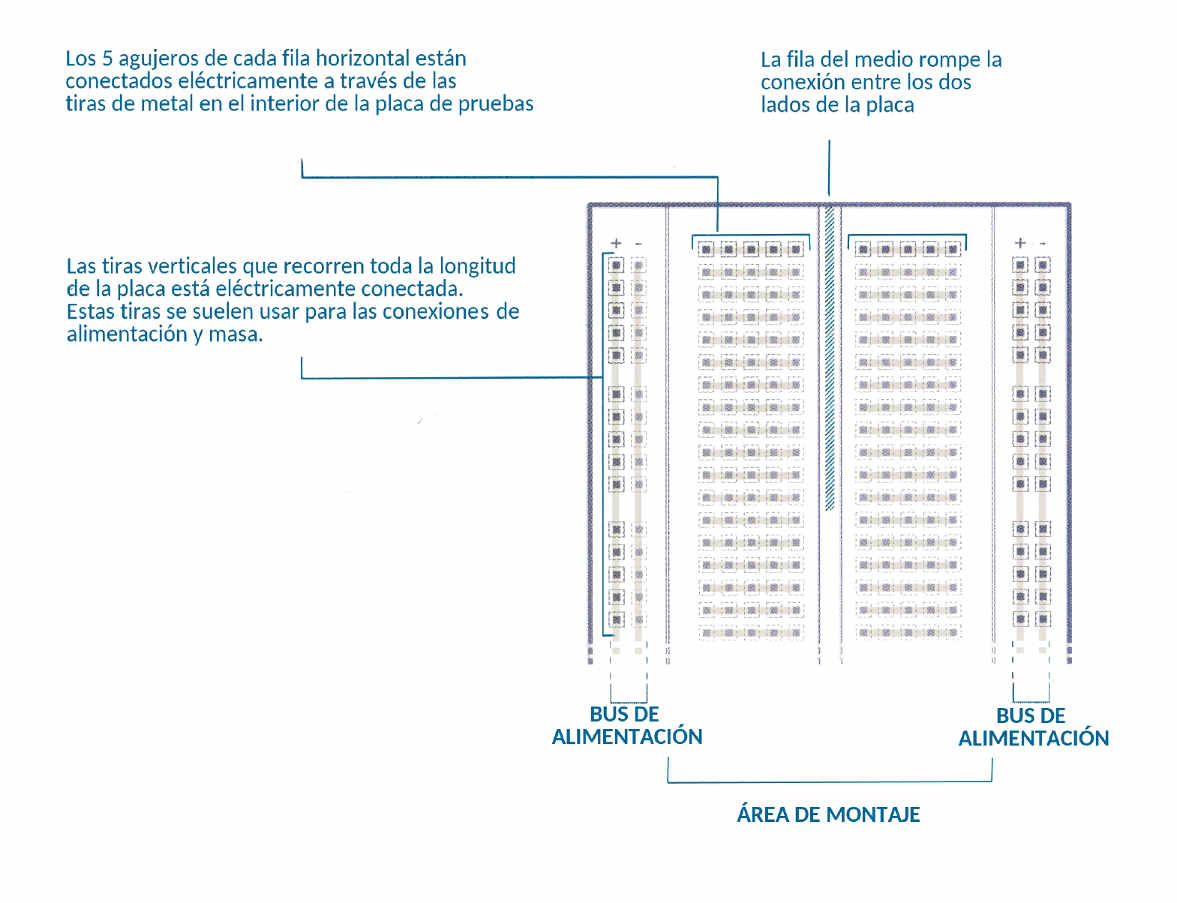 Los 5 agujeros de cada fila horizontal están
conectados eléctricamente a través de las
tiras de metal en el interior de la placa de pruebas
La fila del medio rompe la
conexión entre los dos
lados de la placa
Las tiras verticales que recorren toda la longitud
de la placa está eléctricamente conectada.
Estas tiras se suelen usar para las conexiones de
alimentación y masa.
+ -
+ -
BUS DE
ALIMENTACIÓN
BUS DE
ALIMENTACIÓN
ÁREA DE MONTAJE